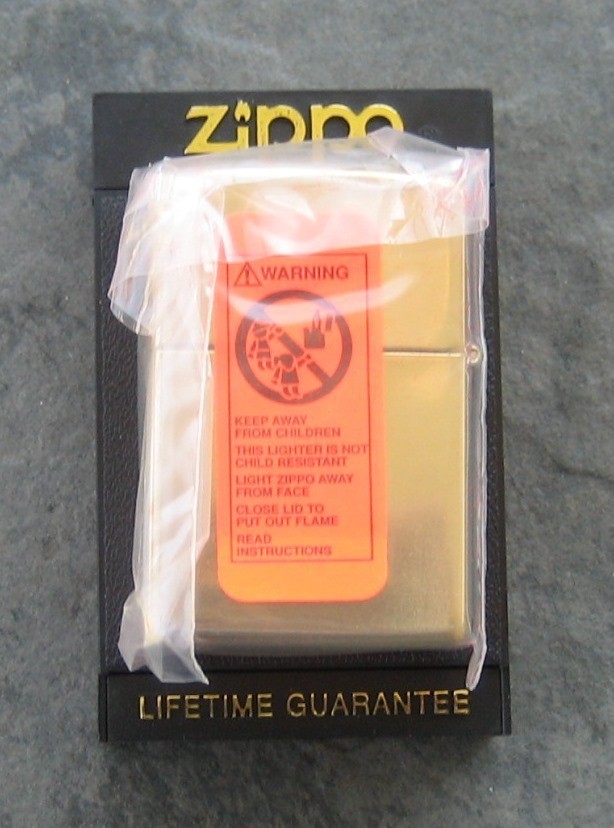 Zippo
WARNING
KEEP AWAY
FROM CHILDREN
THIS LIGHTER IS NOT
CHILD RESISTANT
LIGHT ZIPPO AWAY
FROM FACE
CLOSE LID TO
PUT OUT FLAME
READ
INSTRUCTIONS
LIFETIME GUARANTEE